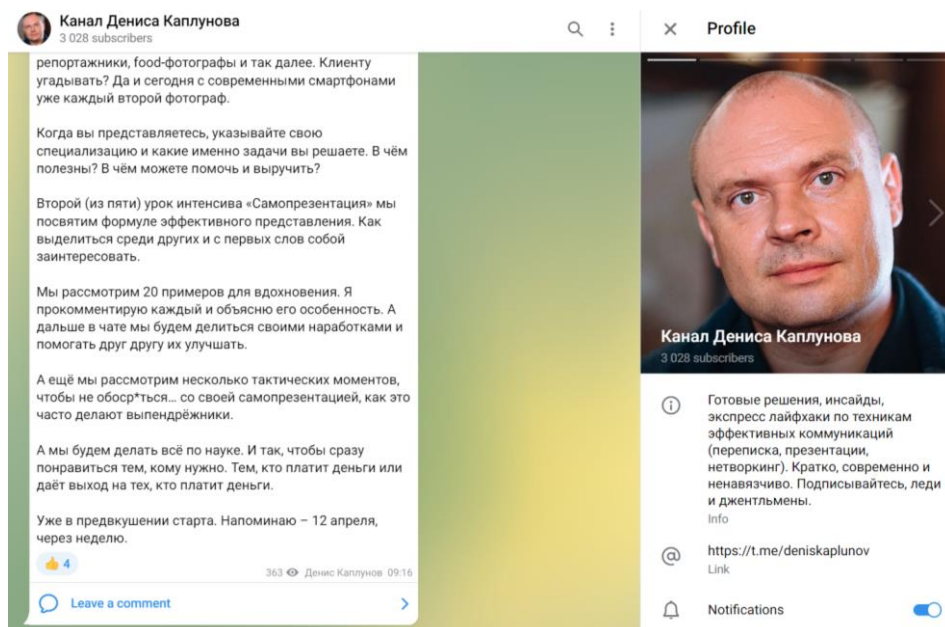 Канал Дениса Каплунова
3 028 subscribers
репортажники, food-фотографы и так далее. Клиенту
угадывать? Да и сегодня с современными смартфонами
уже каждый второй фотограф.
Когда вы представляетесь, указывайте свою
специализацию и какие именно задачи вы решаете. В чём
полезны? В чём можете помочь и выручить?
Второй (из пяти) урок интенсива «Самопрезентация» мы
посвятим формуле эффективного представления. Как
выделиться среди других и с первых слов собой
заинтересовать.
Мы рассмотрим 20 примеров для вдохновения. Я
прокомментирую каждый и объясню его особенность. А
дальше в чате мы будем делиться своими наработками и
помогать друг другу их улучшать.
А ещё мы рассмотрим несколько тактических моментов,
чтобы не обоср*ться… со своей самопрезентацией, как это
часто делают выпендрёжники.
А мы будем делать всё по науке. И так, чтобы сразу
понравиться тем, кому нужно. Тем, кто платит деньги или
даёт выход на тех, кто платит деньги.
Уже в предвкушении старта. Напоминаю – 12 апреля,
через неделю.
4
363 Денис Каплунов 09:16
Leave a comment
Profile
Канал Дениса Каплунова
3 028 subscribers
Готовые решения, инсайды,
экспресс лайфхаки по техникам
эффективных коммуникаций
(переписка, презентации,
нетворкинг). Кратко, современно и
ненавязчиво. Подписывайтесь, леди
и джентльмены.
Info
https://t.me/deniskaplunov
Link
Notifications